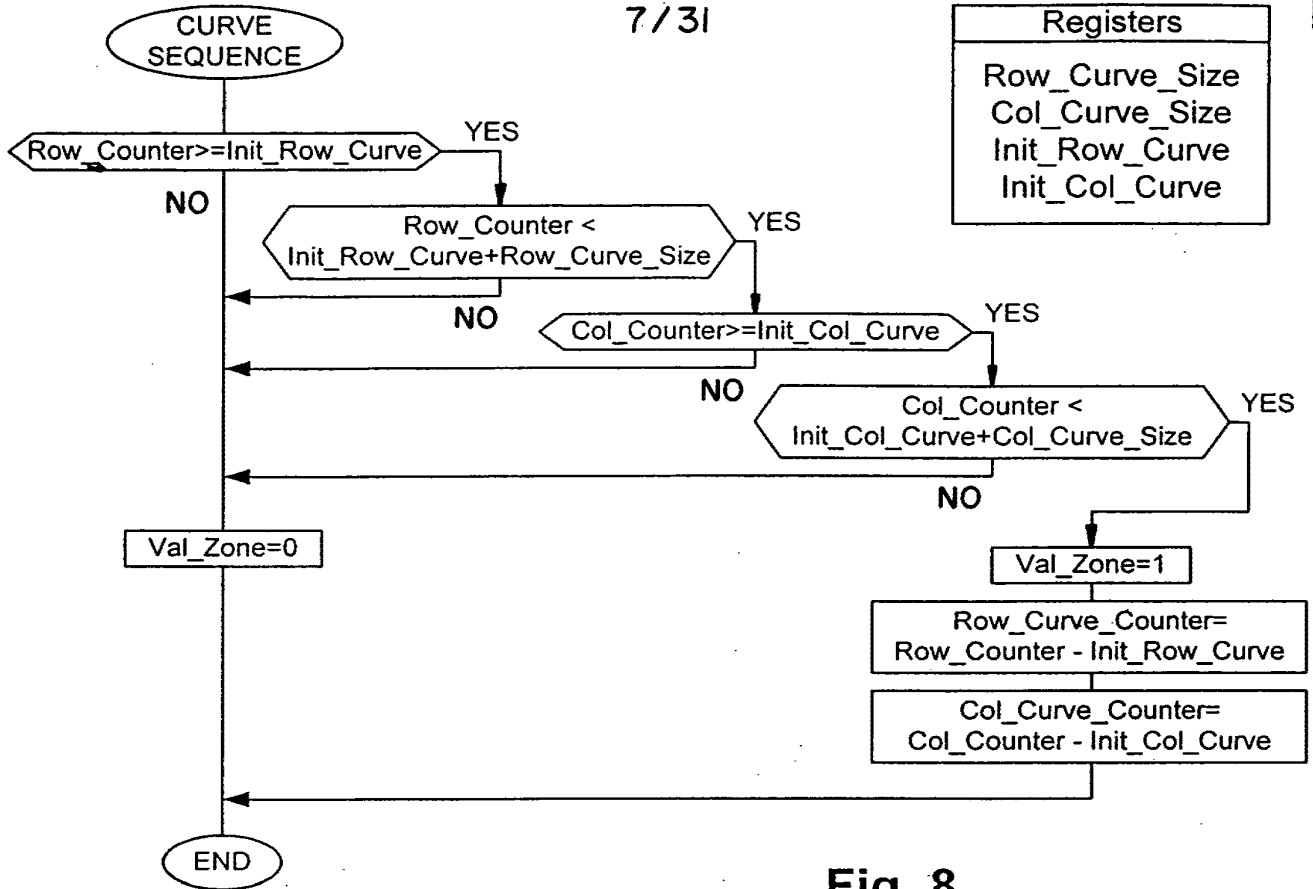 7/31
CURVE
SEQUENCE
Registers
Row_Curve_Size
Col_Curve_Size
Init_Row_Curve
Init_Col_Curve
Row_Counter>=Init_Row_Curve
YES
NO
Row_Counter <
Init_Row_Curve+Row_Curve_Size
YES
NO
Col_Counter>=Init_Col_Curve
YES
NO
Col_Counter <
Init_Col_Curve+Col_Curve_Size
YES
NO
Val_Zone=0
Val_Zone=1
Row_Curve_Counter=
Row_Counter - Init_Row_Curve
Col_Curve_Counter=
Col_Counter - Init_Col_Curve
END
Fig. 8